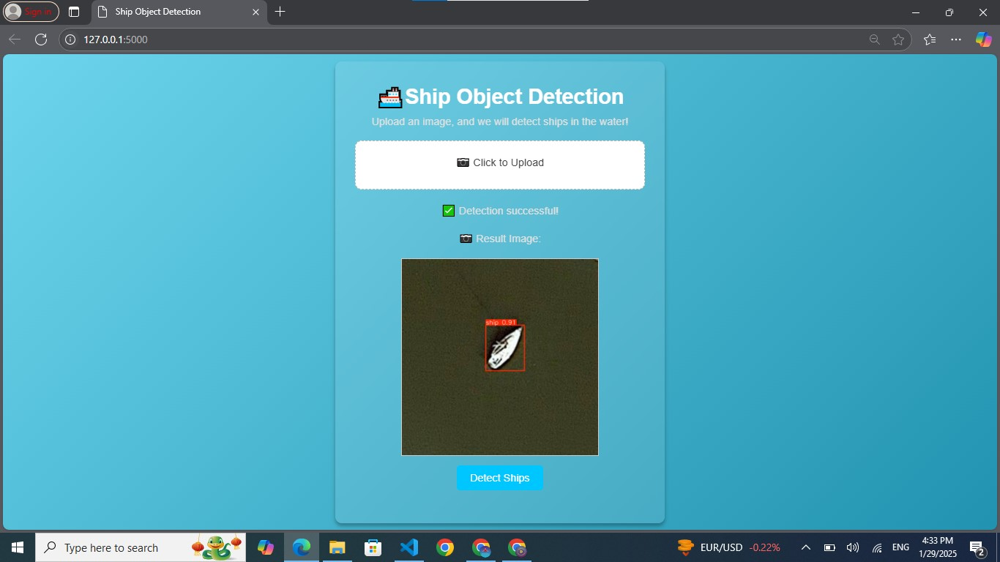 Sign in
Ship Object Detection
127.0.0.1:5000
Ship Object Detection
Upload an image, and we will detect ships in the water!
Click to Upload
Detection successful!
Result Image:
ship 0.91
Detect Ships
Type here to search
EUR/USD -0.22%
ENG
4:33 PM
1/29/2025
2